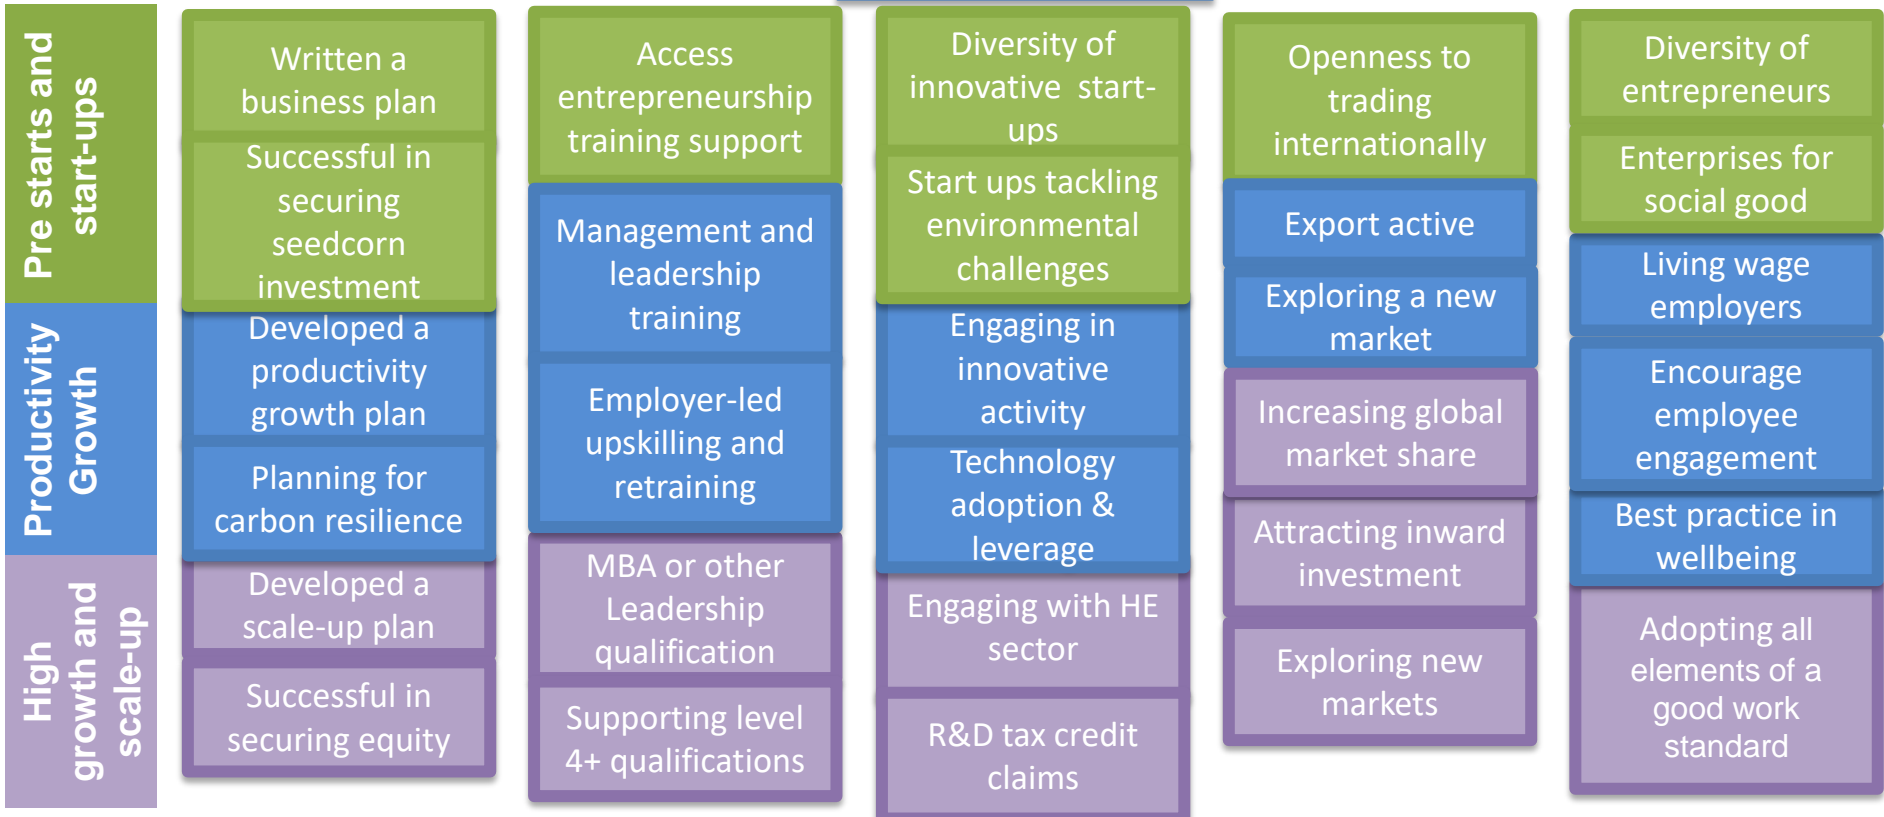 Pre starts and
start-ups
Productivity
Growth
High
growth and
scale-up
Written a
business plan
Successful in
securing
seedcorn
investment
Developed a
productivity
growth plan
Planning for
carbon resilience
Developed a
scale-up plan
Successful in
securing equity
Access
entrepreneurship
training support
Management and
leadership
training
Employer-led
upskilling and
retraining
MBA or other
Leadership
qualification
Supporting level
4+ qualifications
Diversity of
innovative  start-
ups
Start ups tackling
environmental
challenges
Engaging in
innovative
activity
Technology
adoption &
leverage
Engaging with HE
sector
R&D tax credit
claims
Openness to
trading
internationally
Export active
Exploring a new
market
Increasing global
market share
Attracting inward
investment
Exploring new
markets
Diversity of
entrepreneurs
Enterprises for
social good
Living wage
employers
Encourage
employee
engagement
Best practice in
wellbeing
Adopting all
elements of a
good work
standard